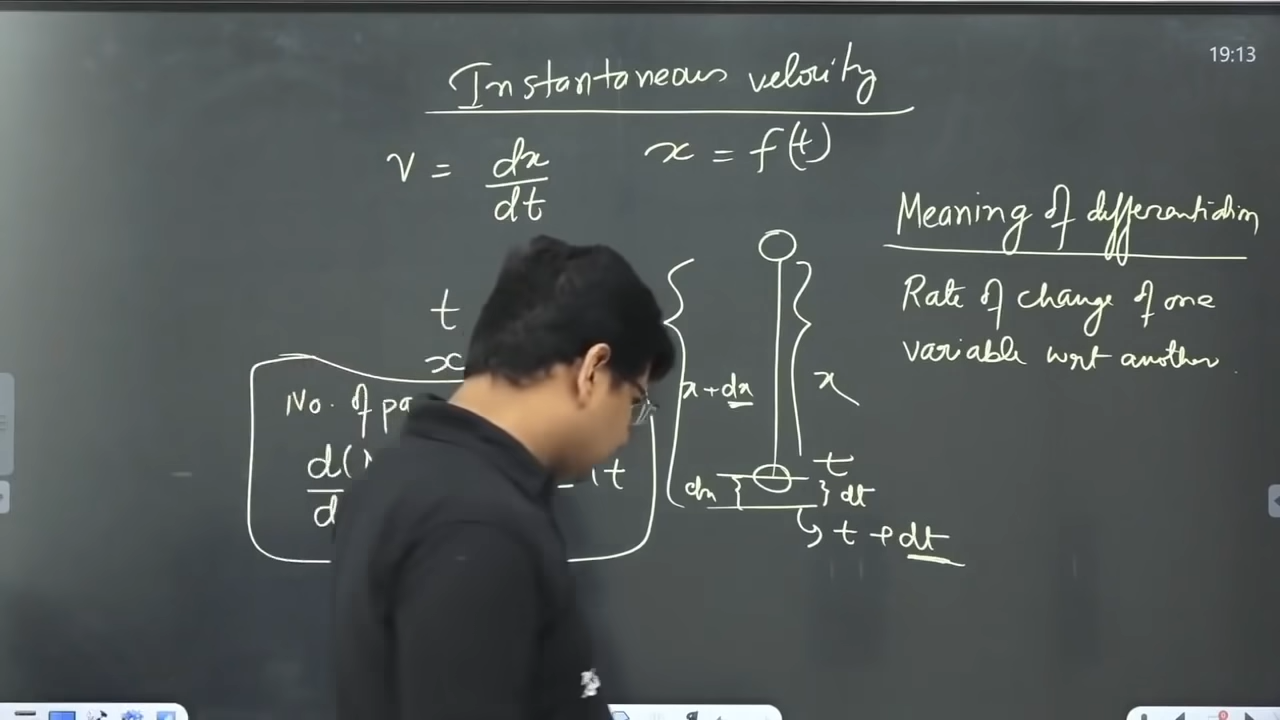 19:13
Instantaneous velocity
v = dx/dt
x = f(t)
Meaning of differentiation
Rate of change of one
variable wrt another.
t
x
No. of pa
d(
d
t
x + dx
x
t
dx
dt
t + dt